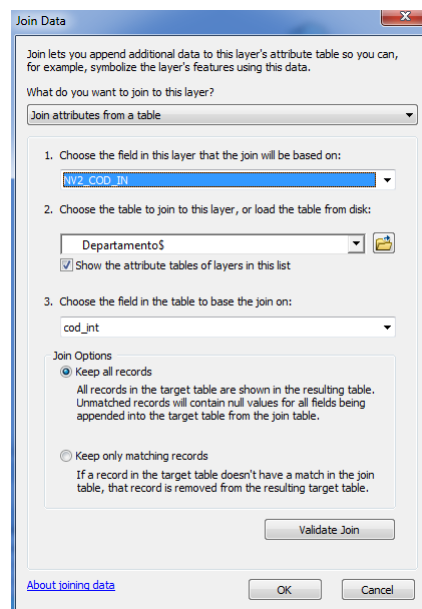 Join Data
Join lets you append additional data to this layer's attribute table so you can,
for example, symbolize the layer's features using this data.
What do you want to join to this layer?
Join attributes from a table
1. Choose the field in this layer that the join will be based on:
NV2_COD_IN
2. Choose the table to join to this layer, or load the table from disk:
Departamento$
Show the attribute tables of layers in this list
3. Choose the field in the table to base the join on:
cod_int
Join Options
Keep all records
All records in the target table are shown in the resulting table.
Unmatched records will contain null values for all fields being
appended into the target table from the join table.
Keep only matching records
If a record in the target table doesn't have a match in the join
table, that record is removed from the resulting target table.
Validate Join
About joining data
OK
Cancel